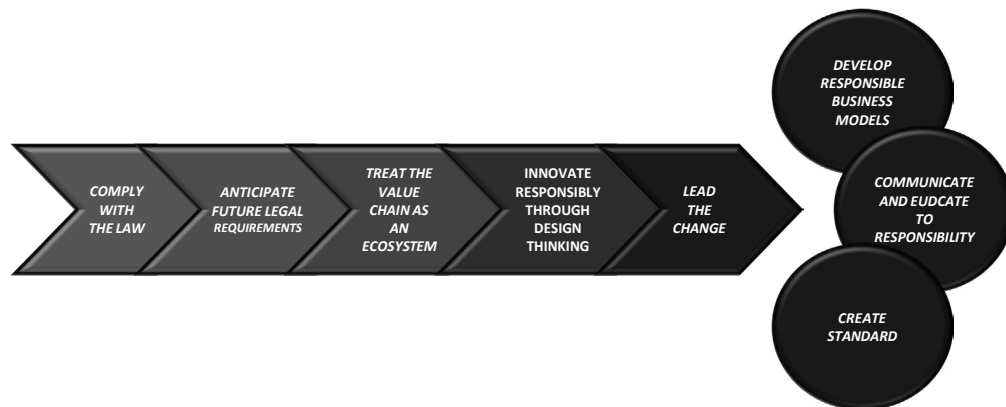 COMPLY
WITH
THE LAW
ANTICIPATE
FUTURE LEGAL
REQUIREMENTS
TREAT THE
VALUE
CHAIN AS
AN
ECOSYSTEM
INNOVATE
RESPONSIBLY
THROUGH
DESIGN
THINKING
LEAD
THE
CHANGE
DEVELOP
RESPONSIBLE
BUSINESS
MODELS
COMMUNICATE
AND EUDCATE
TO
RESPONSIBILITY
CREATE
STANDARD